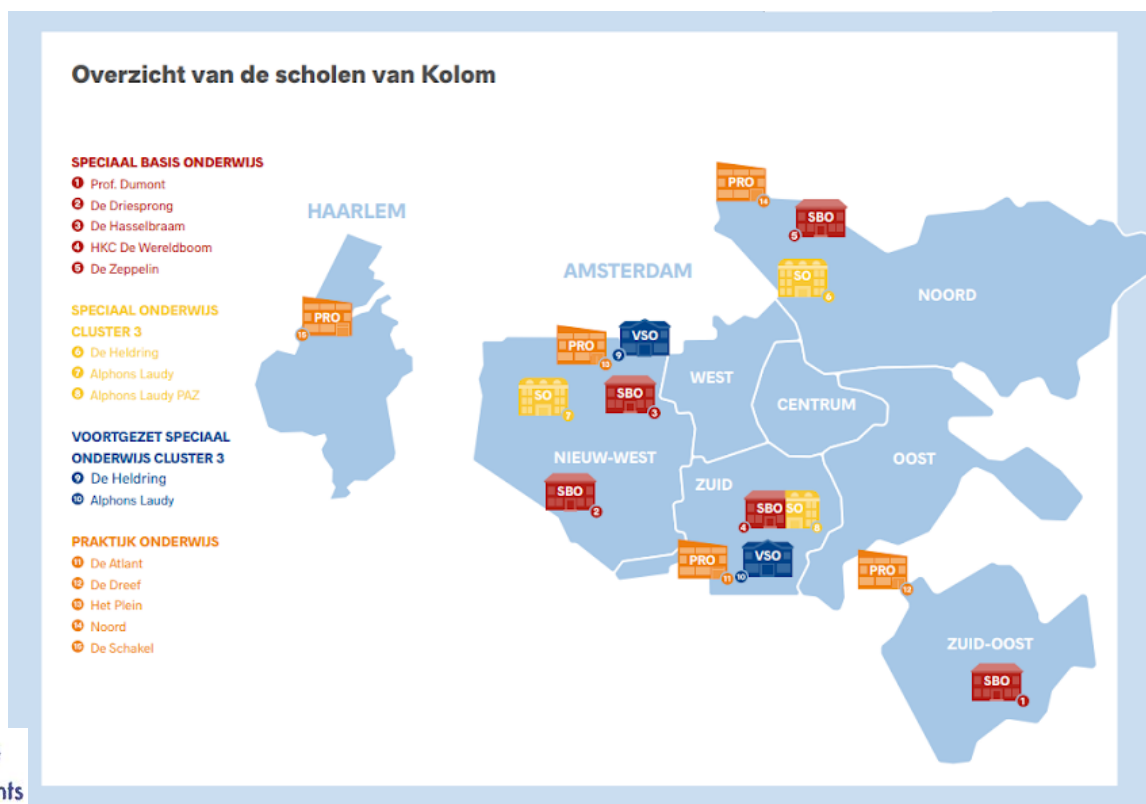 Overzicht van de scholen van Kolom
SPECIAAL BASIS ONDERWIJS
1 Prof. Dumont
2 De Driesprong
3 De Hasselbraam
4 HKC De Wereldboom
5 De Zeppelin
SPECIAAL ONDERWIJS
CLUSTER 3
6 De Heldring
7 Alphons Laudy
8 Alphons Laudy PAZ
VOORTGEZET SPECIAAL
ONDERWIJS CLUSTER 3
9 De Heldring
10 Alphons Laudy
PRAKTIJK ONDERWIJS
11 De Atlant
12 De Dreef
13 Het Plein
14 Noord
15 De Schakel
HAARLEM
PRO
15
AMSTERDAM
PRO
14
SBO
5
SO
6
NOORD
PRO
13
VSO
9
SO
7
SBO
3
WEST
CENTRUM
NIEUW-WEST
SBO
2
ZUID
OOST
SBO SO
4 8
PRO
11
VSO
10
PRO
12
ZUID-OOST
SBO
1